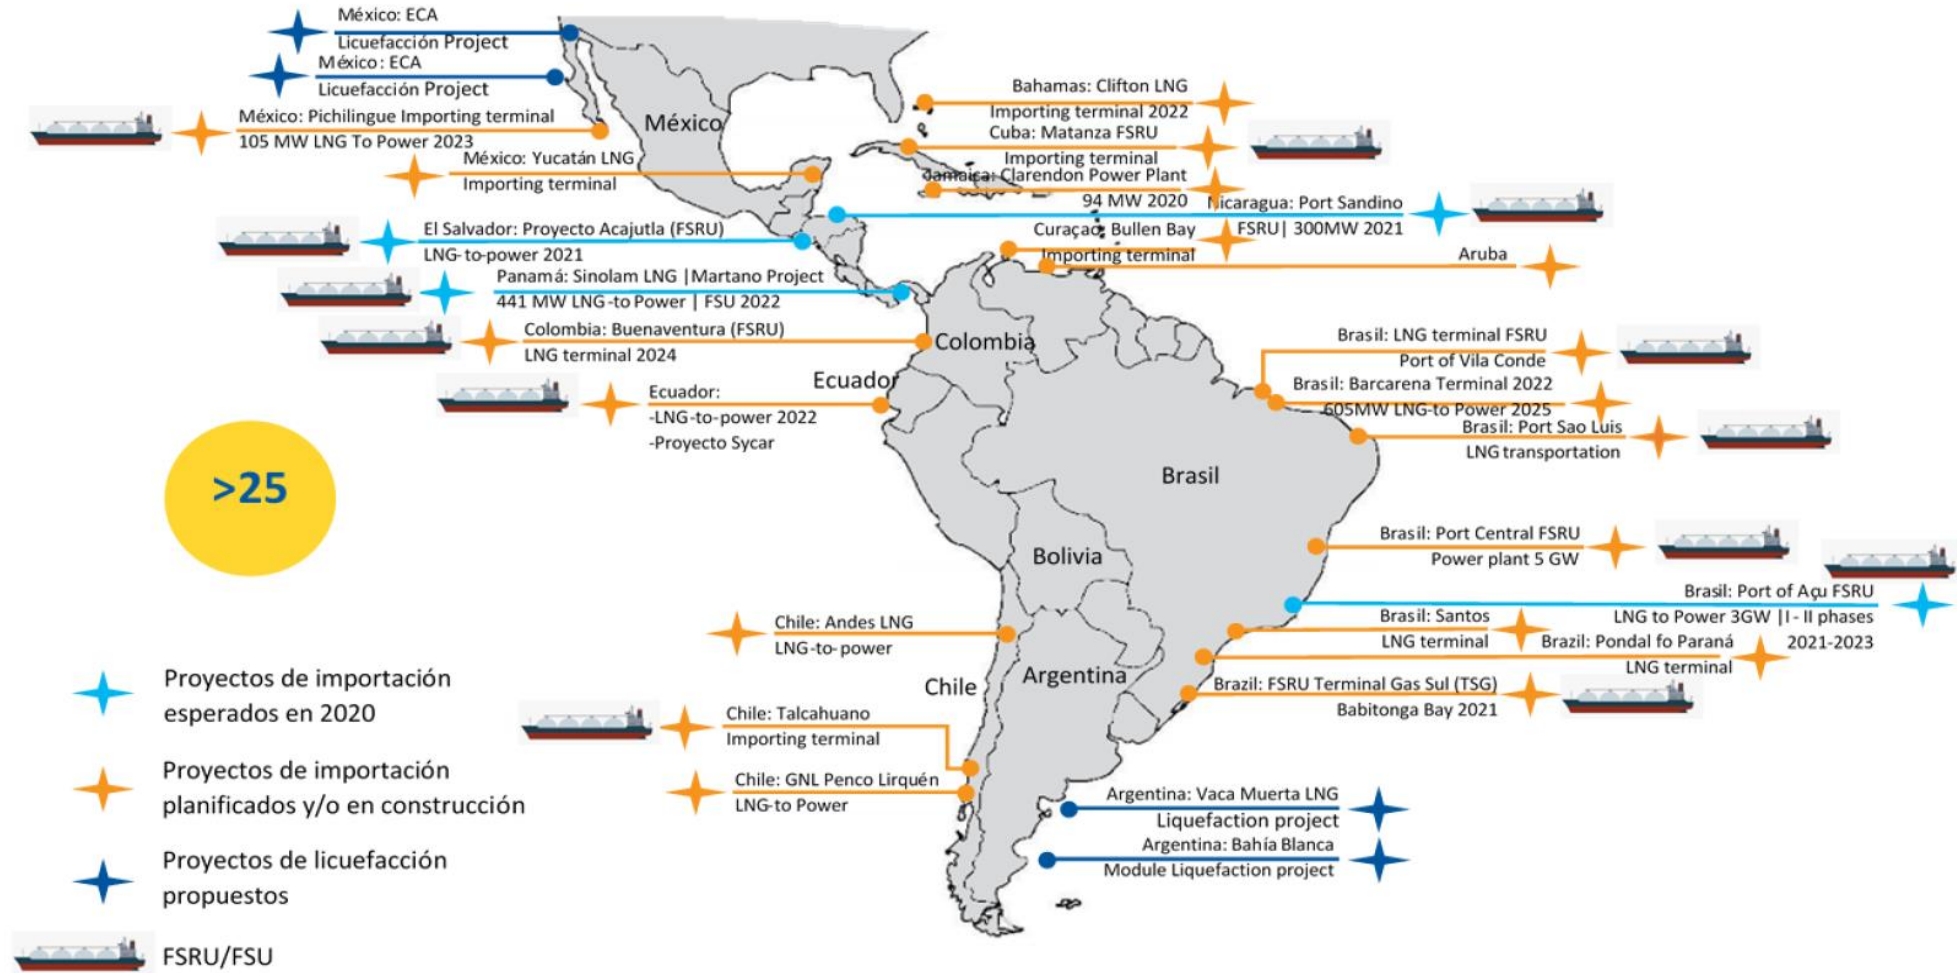 México: ECA
Licuefacción Project
México: ECA
Licuefacción Project
México: Pichilingue Importing terminal
105 MW LNG To Power 2023
México: Yucatán LNG
Importing terminal
El Salvador: Proyecto Acajutla (FSRU)
LNG-to-power 2021
Panamá: Sinolam LNG |Martano Project
441 MW LNG-to Power | FSU 2022
Colombia: Buenaventura (FSRU)
LNG terminal 2024
Ecuador:
-LNG-to-power 2022
-Proyecto Sycar
México
Colombia
Ecuador
Brasil
Bolivia
Argentina
Chile
Bahamas: Clifton LNG
Importing terminal 2022
Cuba: Matanza FSRU
Importing terminal
Jamaica: Clarendon Power Plant
94 MW 2020
Nicaragua: Port Sandino
FSRU| 300MW 2021
Curaçao: Bullen Bay
Importing terminal
Aruba
Brasil: LNG terminal FSRU
Port of Vila Conde
Brasil: Barcarena Terminal 2022
605MW LNG-to Power 2025
Brasil: Port Sao Luis
LNG transportation
Brasil: Port Central FSRU
Power plant 5 GW
Brasil: Port of Açu FSRU
LNG to Power 3GW |I - II phases
2021-2023
Brasil: Santos
LNG terminal
Brazil: Pondal fo Paraná
LNG terminal
Brazil: FSRU Terminal Gas Sul (TSG)
Babitonga Bay 2021
Chile: Andes LNG
LNG-to-power
Chile: Talcahuano
Importing terminal
Chile: GNL Penco Lirquén
LNG-to Power
Argentina: Vaca Muerta LNG
Liquefaction project
Argentina: Bahía Blanca
Module Liquefaction project
>25
Proyectos de importación
esperados en 2020
Proyectos de importación
planificados y/o en construcción
Proyectos de licuefacción
propuestos
FSRU/FSU